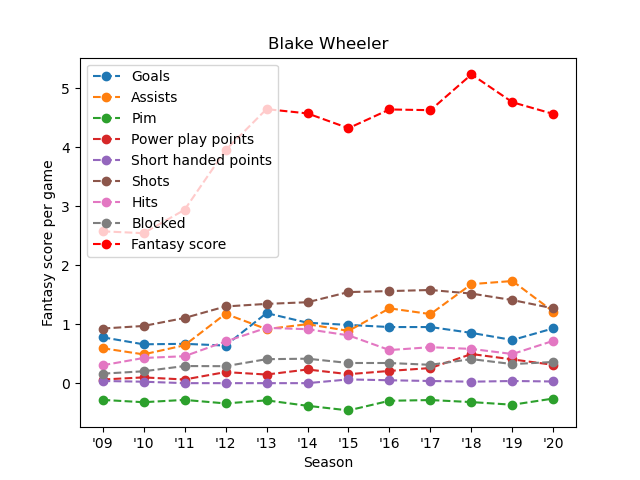 Blake Wheeler
Goals
Assists
Pim
Power play points
Short handed points
Shots
Hits
Blocked
Fantasy score
Fantasy score per game
5
4
3
2
1
0
'09 '10 '11 '12 '13 '14 '15 '16 '17 '18 '19 '20
Season